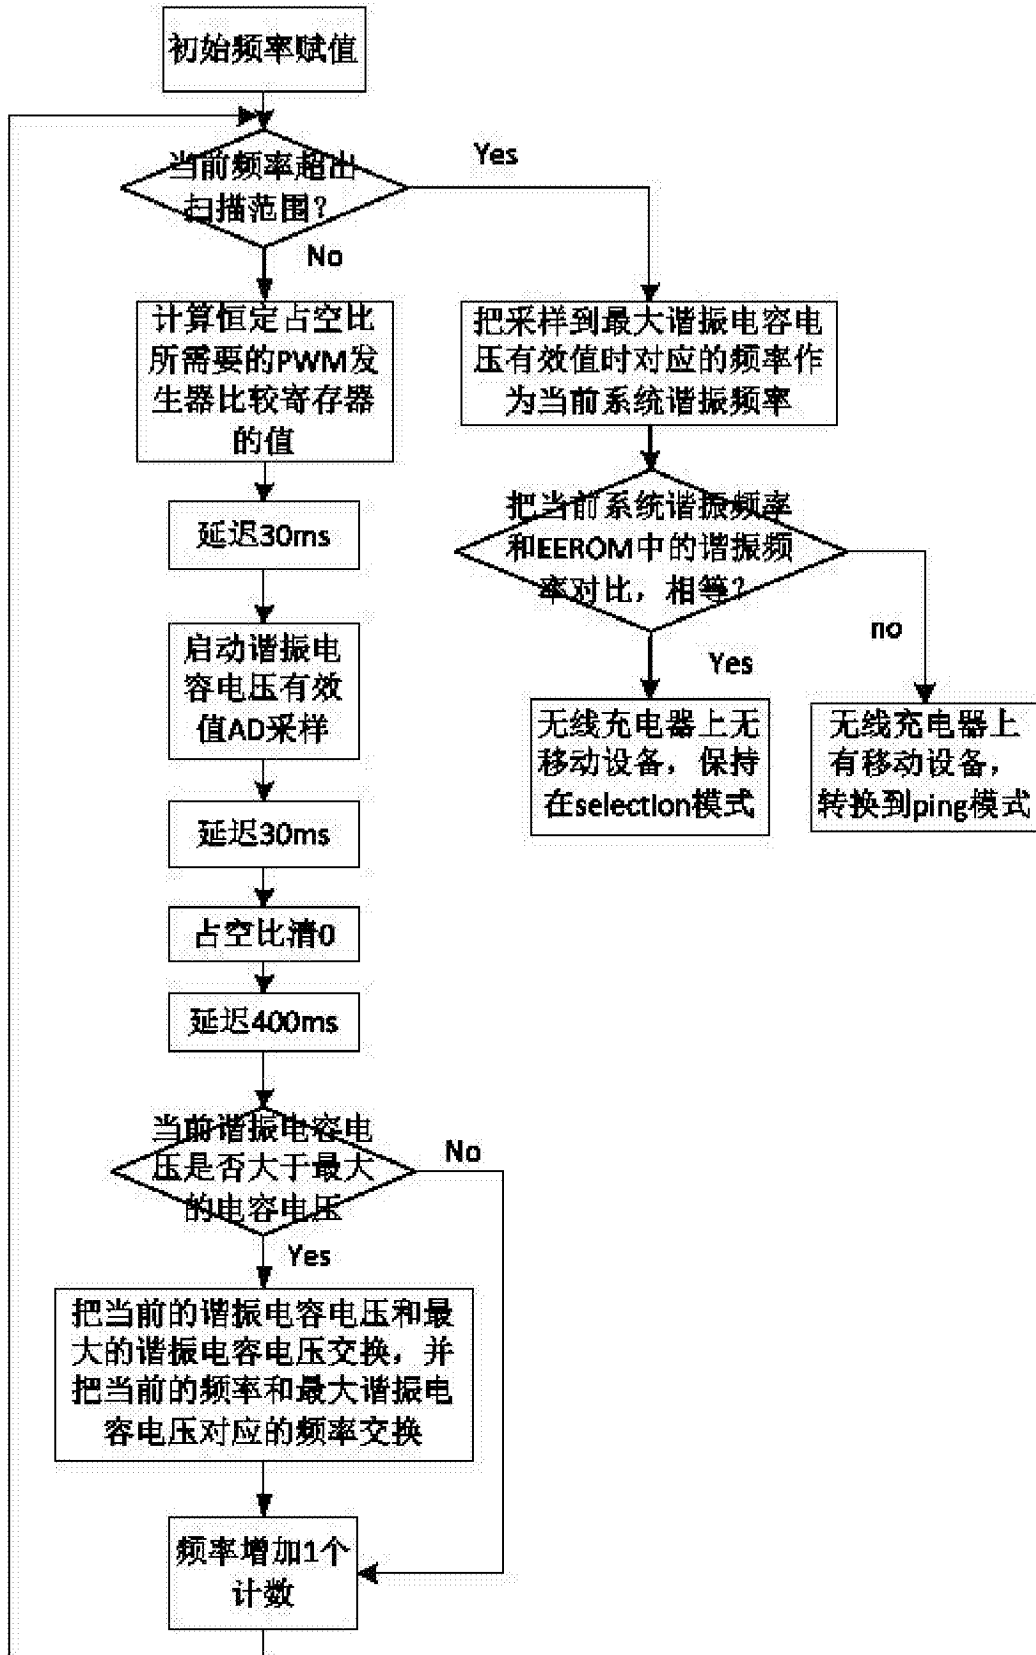 初始频率赋值
当前频率超出
扫描范围？
Yes
No
计算恒定占空比
所需要的PWM发
生器比较寄存器
的值
延迟30ms
启动谐振电
容电压有效
值AD采样
延迟30ms
占空比清0
延迟400ms
当前谐振电容电
压是否大于最大
的电容电压
No
Yes
把当前的谐振电容电压和最
大的谐振电容电压交换，并
把当前的频率和最大谐振电
容电压对应的频率交换
频率增加1个
计数
把采样到最大谐振电容电
压有效值时对应的频率作
为当前系统谐振频率
把当前系统谐振频率
和EEROM中的谐振频
率对比，相等？
Yes
no
无线充电器上无
移动设备，保持
在selection模式
无线充电器上
有移动设备，
转换到ping模式